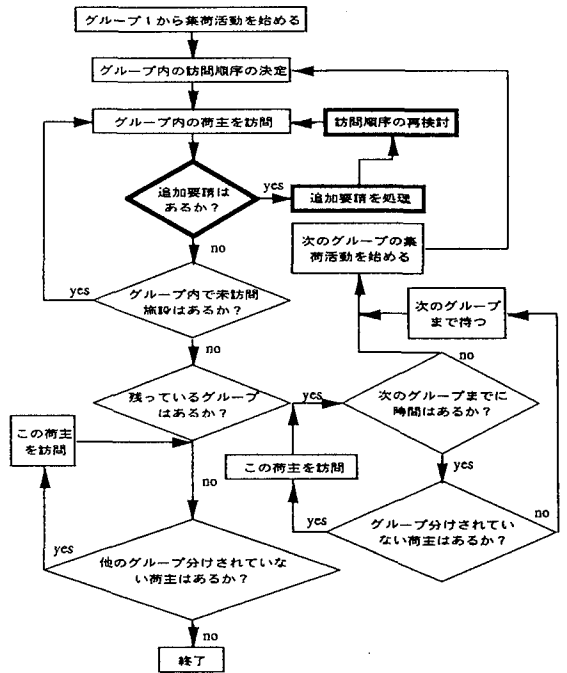 グループ1から集荷活動を始める
グループ内の訪問順序の決定
グループ内の荷主を訪問
訪問順序の再検討
追加要請は
あるか？
yes
追加要請を処理
no
次のグループの集
荷活動を始める
グループ内で未訪問
施設はあるか？
yes
次のグループ
まで待つ
no
no
残っているグループ
はあるか？
yes
次のグループまでに
時間はあるか？
この荷主
を訪問
この荷主を訪問
yes
no
グループ分けされてい
ない荷主はあるか？
yes
no
他のグループ分けされていな
い荷主はあるか？
yes
no
終了